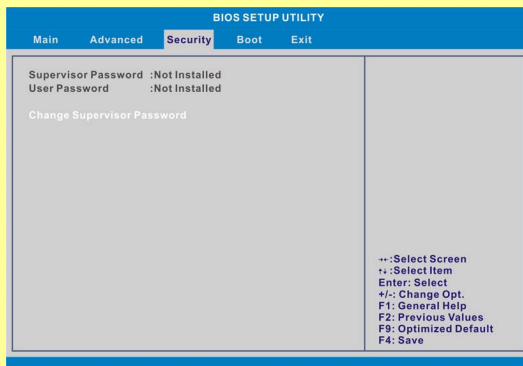 BIOS SETUP UTILITY
Main Advanced Security Boot Exit
Supervisor Password :Not Installed
User Password :Not Installed
Change Supervisor Password
→←:Select Screen
↑↓:Select Item
Enter: Select
+/-: Change Opt.
F1: General Help
F2: Previous Values
F9: Optimized Default
F4: Save